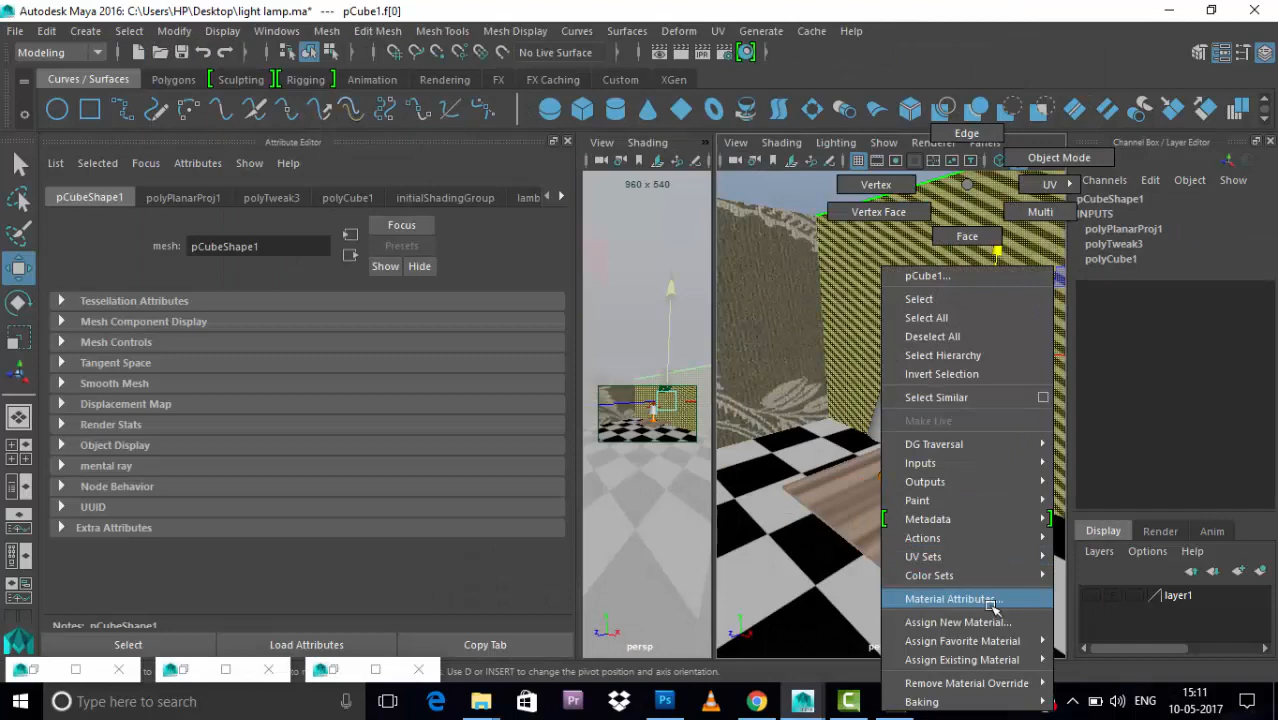 Autodesk Maya 2016: C:\Users\HP\Desktop\light lamp.ma* --- pCube1.f[0]
File Edit Create Select Modify Display Windows Mesh Edit Mesh Mesh Tools Mesh Display Curves Surfaces Deform UV Generate Cache Help
Modeling No Live Surface
Curves / Surfaces Polygons Sculpting Rigging Animation Rendering FX FX Caching Custom XGen
Edge
Attribute Editor View Shading » View Shading Lighting Show Renderer Panels Channel Box / Layer Editor
List Selected Focus Attributes Show Help
Object Mode
Channels Edit Object Show
960 x 540
Vertex UV
pCubeShape1 polyPlanarProj1 polyTweak3 polyCube1 initialShadingGroup lamb
pCubeShape1
Vertex Face Multi
INPUTS
Focus
polyPlanarProj1
Face
mesh: pCubeShape1 Presets
polyTweak3
Show Hide
polyCube1
pCube1...
Tessellation Attributes
Select
Mesh Component Display
Select All
Mesh Controls
Deselect All
Tangent Space
Select Hierarchy
Smooth Mesh
Invert Selection
Displacement Map
Select Similar
Render Stats
Make Live
Object Display
DG Traversal
mental ray
Inputs
Node Behavior
Outputs
UUID
Paint
Extra Attributes
Metadata
Display Render Anim
Actions
Layers Options Help
UV Sets
Color Sets
layer1
Material Attributes...
Notes: pCubeShape1
Assign New Material...
Select Load Attributes Copy Tab
persp persp
Assign Favorite Material
Assign Existing Material
Use D or INSERT to change the pivot position and axis orientation.
Remove Material Override
Baking
Type here to search
ENG
15:11
10-05-2017